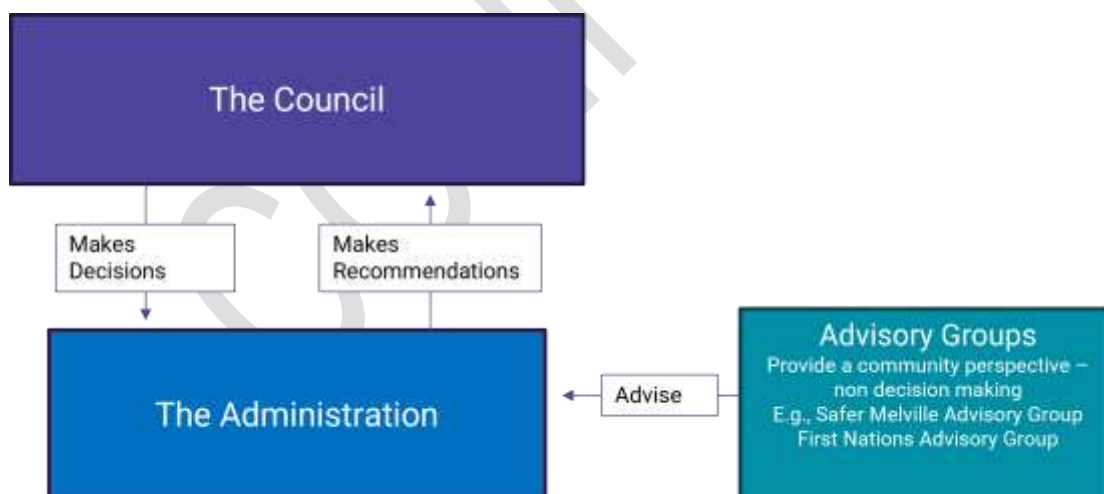 The Council
Makes
Decisions
Makes
Recommendations
The Administration
Advise
Advisory Groups
Provide a community perspective –
non decision making
E.g., Safer Melville Advisory Group
First Nations Advisory Group